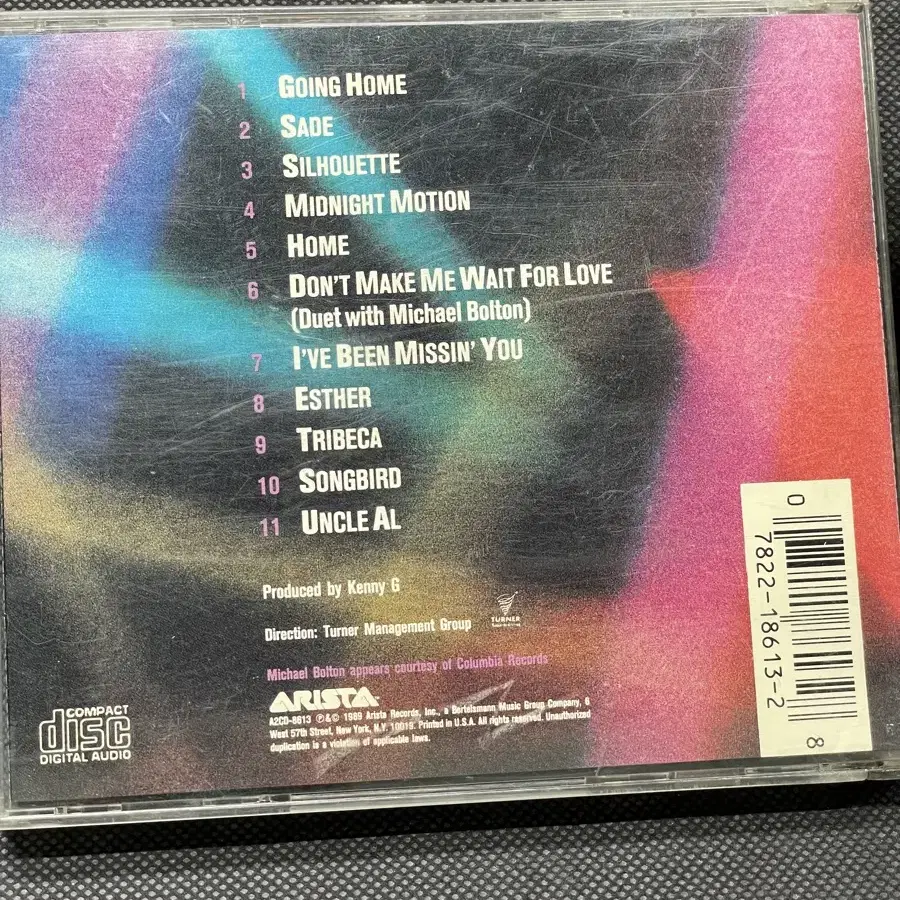 1 GOING HOME
2 SADE
3 SILHOUETTE
4 MIDNIGHT MOTION
5 HOME
6 DON'T MAKE ME WAIT FOR LOVE
(Duet with Michael Bolton)
7 I'VE BEEN MISSIN' YOU
8 ESTHER
9 TRIBECA
10 SONGBIRD
11 UNCLE AL
Produced by Kenny G
Direction: Turner Management Group
TURNER
Michael Bolton appears courtesy of Columbia Records
ARISTA
A2CD-8613 ℗&© 1989 Arista Records, Inc., a Bertelsmann Music Group Company, 6
West 57th Street, New York, N.Y. 10019. Printed in U.S.A. All rights reserved. Unauthorized
duplication is a violation of applicable laws.
COMPACT
disc
DIGITAL AUDIO
0 7822-18613-2 8